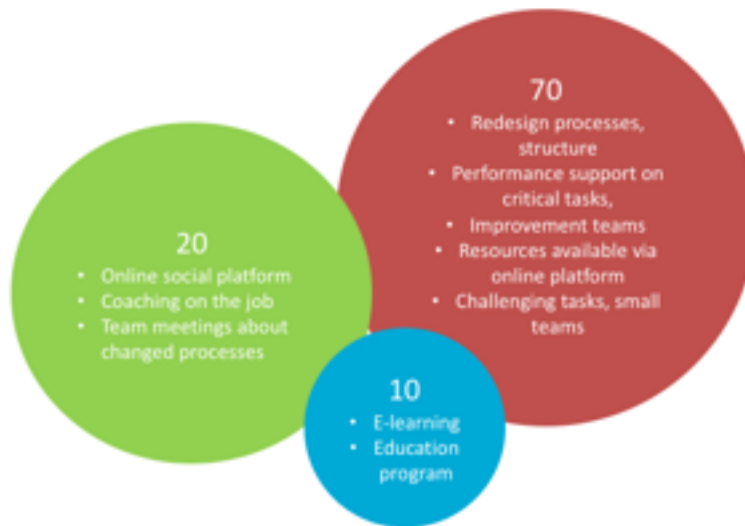 70
• Redesign processes,
structure
• Performance support on
critical tasks,
• Improvement teams
• Resources available via
online platform
• Challenging tasks, small
teams
20
• Online social platform
• Coaching on the job
• Team meetings about
changed processes
10
• E-learning
• Education
program